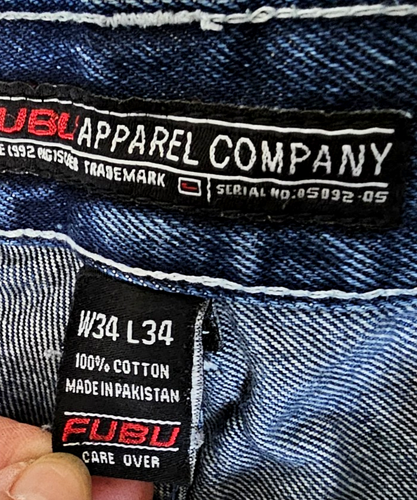 FUBU APPAREL COMPANY
E 1992 REGISTERED TRADEMARK
SERIAL NO:05092-05
W34 L34
100% COTTON
MADE IN PAKISTAN
FUBU
CARE OVER